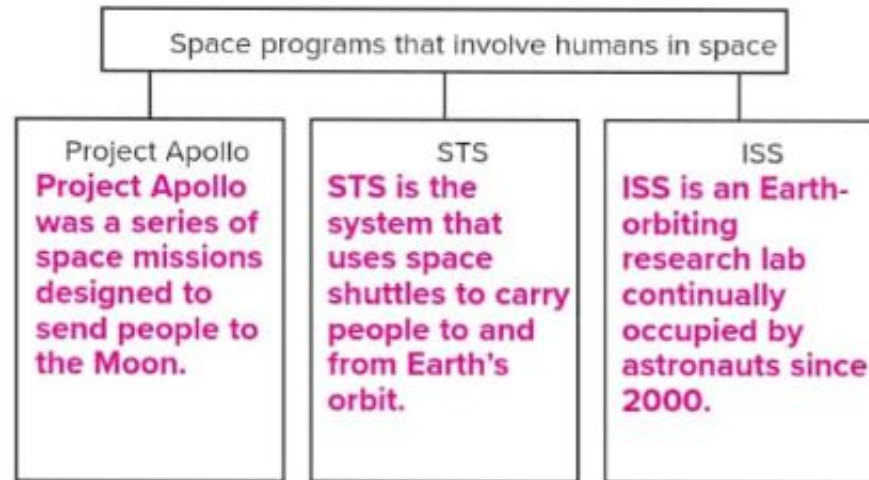 Space programs that involve humans in space
Project Apollo
Project Apollo
was a series of
space missions
designed to
send people to
the Moon.
STS
STS is the
system that
uses space
shuttles to carry
people to and
from Earth's
orbit.
ISS
ISS is an Earth-
orbiting
research lab
continually
occupied by
astronauts since
2000.